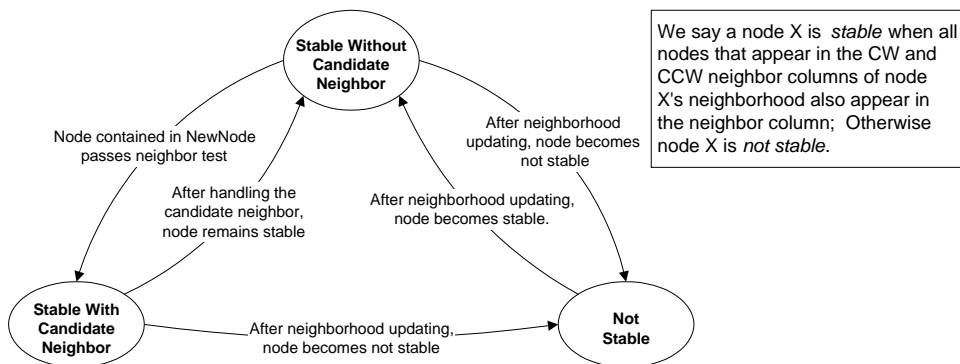 Stable Without
Candidate
Neighbor
We say a node X is stable when all
nodes that appear in the CW and
CCW neighbor columns of node
X's neighborhood also appear in
the neighbor column; Otherwise
node X is not stable.
Node contained in NewNode
passes neighbor test
After neighborhood
updating, node becomes
not stable
After handling the
candidate neighbor,
node remains stable
After neighborhood updating,
node becomes stable.
Stable With
Candidate
Neighbor
After neighborhood updating,
node becomes not stable
Not
Stable